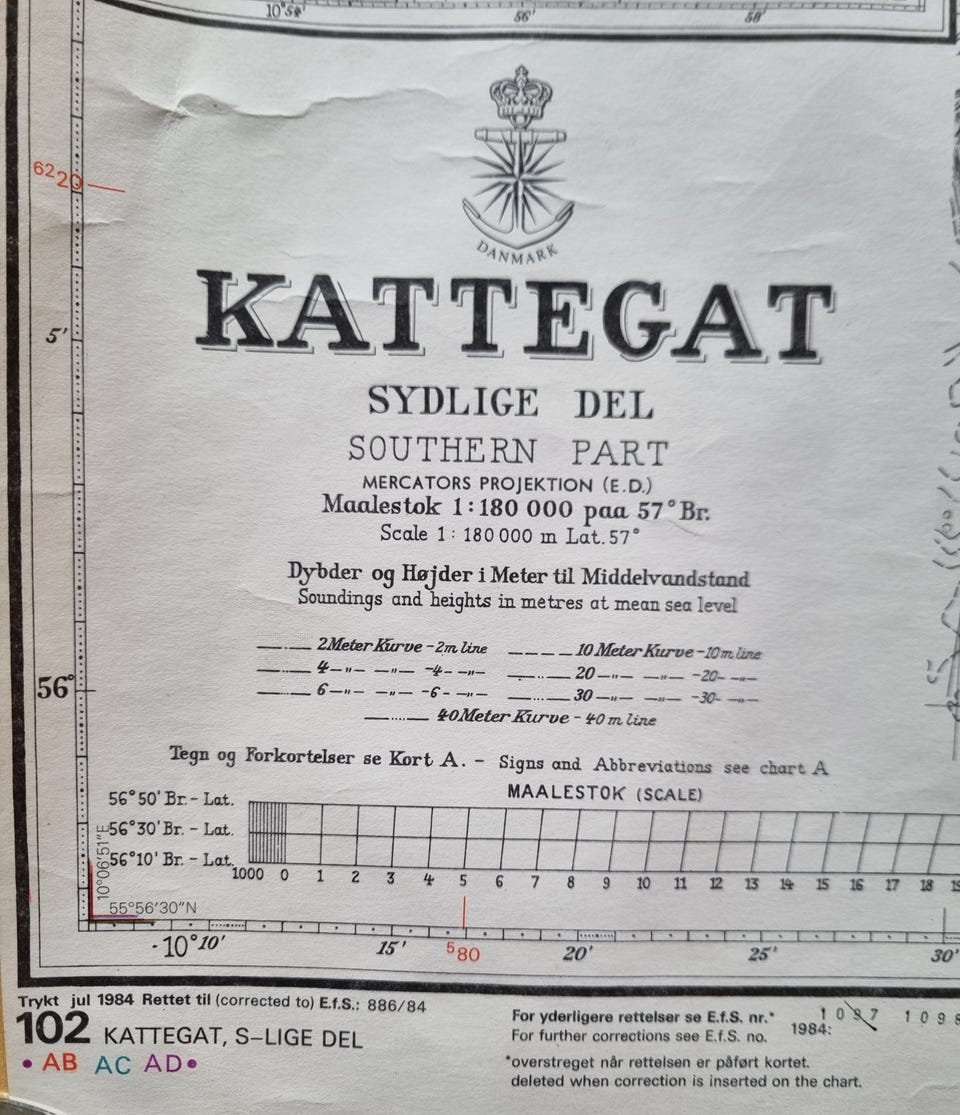 10°54'
56'
58'
DANMARK
KATTEGAT
SYDLIGE DEL
SOUTHERN PART
MERCATORS PROJEKTION (E.D.)
Maalestok 1:180 000 paa 57° Br.
Scale 1: 180 000 in Lat. 57°
Dybder og Højder i Meter til Middelvandstand
Soundings and heights in metres at mean sea level
2 Meter Kurve - 2m line 10 Meter Kurve - 10m line
4 —„— —„— -4- —„— 20 —„— —„— -20- —„—
6 —„— —„— -6- —„— 30 —„— —„— -30- —„—
40 Meter Kurve - 40 m line
Tegn og Forkortelser se Kort A. - Signs and Abbreviations see chart A
MAALESTOK (SCALE)
56° 50' Br. - Lat.
56° 30' Br. - Lat.
56° 10' Br. - Lat.
1000 0 1 2 3 4 5 6 7 8 9 10 11 12 13 14 15 16 17 18 19
6220
5'
56°
10°06'51"E
55°56'30"N
10°10' 15' 580 20' 25' 30'
Trykt jul 1984 Rettet til (corrected to) E.f.S.: 886/84
102 KATTEGAT, S-LIGE DEL
• AB AC AD •
For yderligere rettelser se E.f.S. nr.*
For further corrections see E.f.S. no.
1984: 1097 1098
*overstreget når rettelsen er påført kortet.
deleted when correction is inserted on the chart.